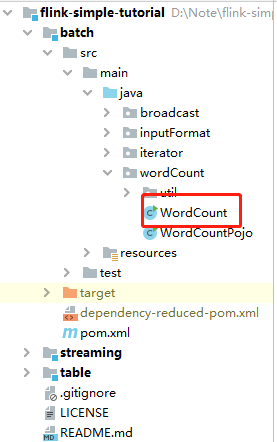 flink-simple-tutorial D:\Note\flink-sim
batch
src
main
java
broadcast
inputFormat
iterator
wordCount
util
WordCount
WordCountPojo
resources
test
target
dependency-reduced-pom.xml
pom.xml
streaming
table
.gitignore
LICENSE
README.md